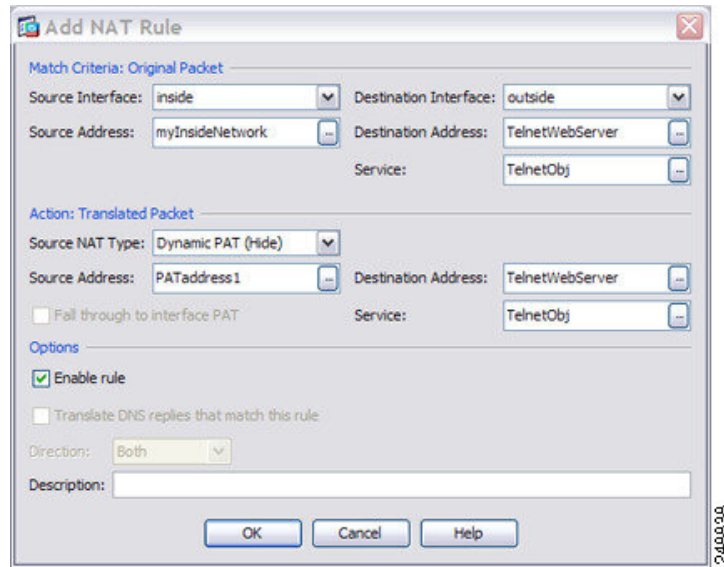 Add NAT Rule
Match Criteria: Original Packet
Source Interface: inside Destination Interface: outside
Source Address: myInsideNetwork ... Destination Address: TelnetWebServer ...
Service: TelnetObj ...
Action: Translated Packet
Source NAT Type: Dynamic PAT (Hide)
Source Address: PATaddress1 ... Destination Address: TelnetWebServer ...
Fall through to interface PAT Service: TelnetObj ...
Options
Enable rule
Translate DNS replies that match this rule
Direction: Both
Description:
OK Cancel Help